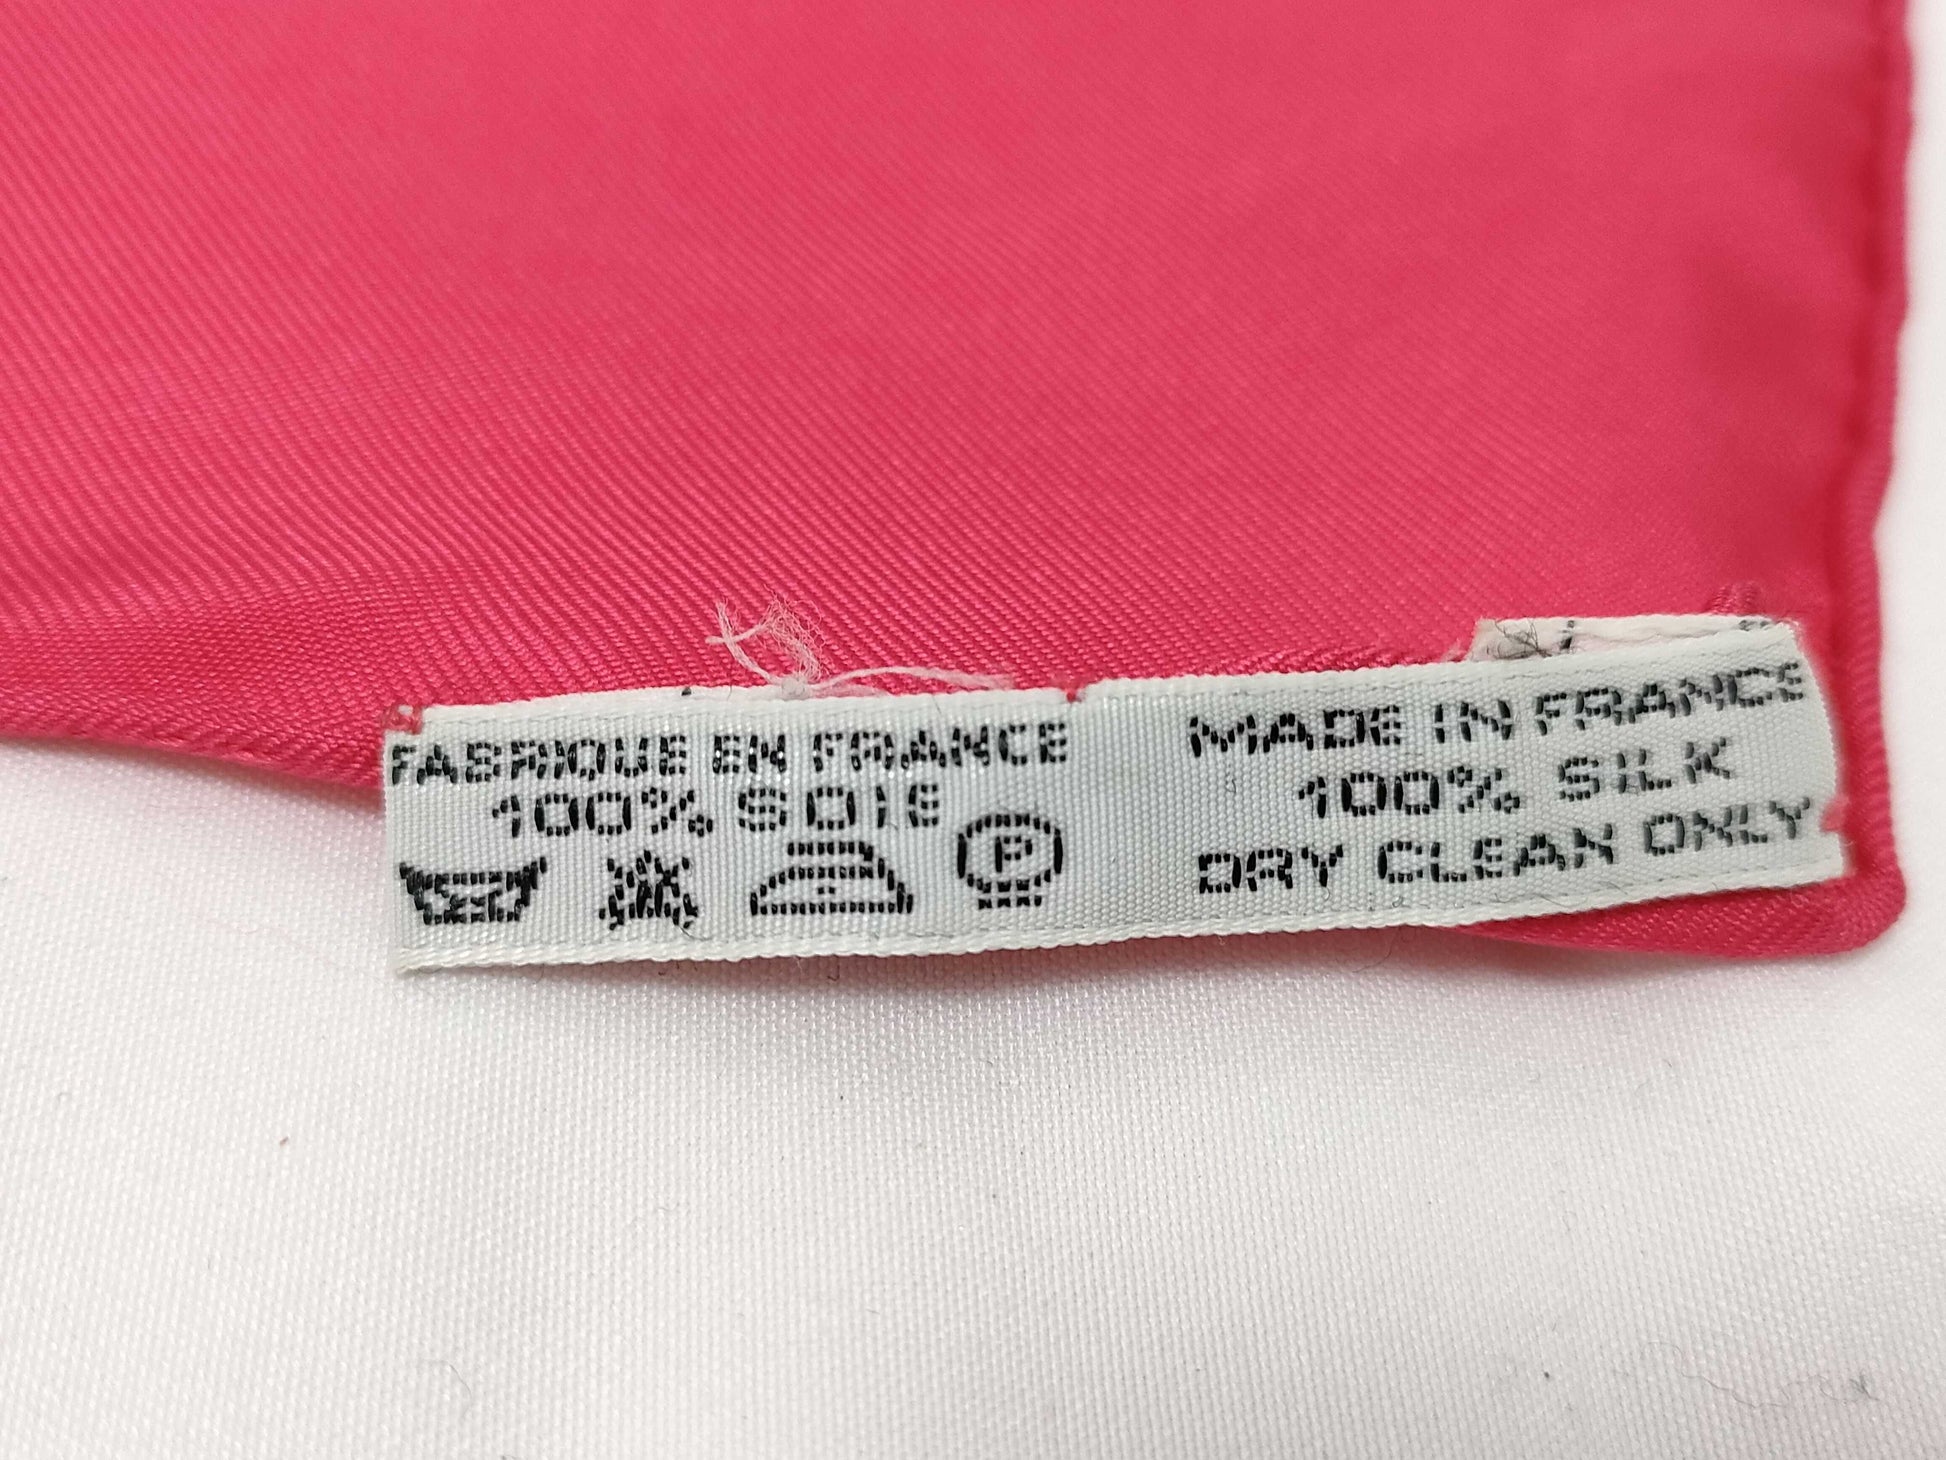 FABRIQUE EN FRANCE
100% SOIE
P
MADE IN FRANCE
100% SILK
DRY CLEAN ONLY